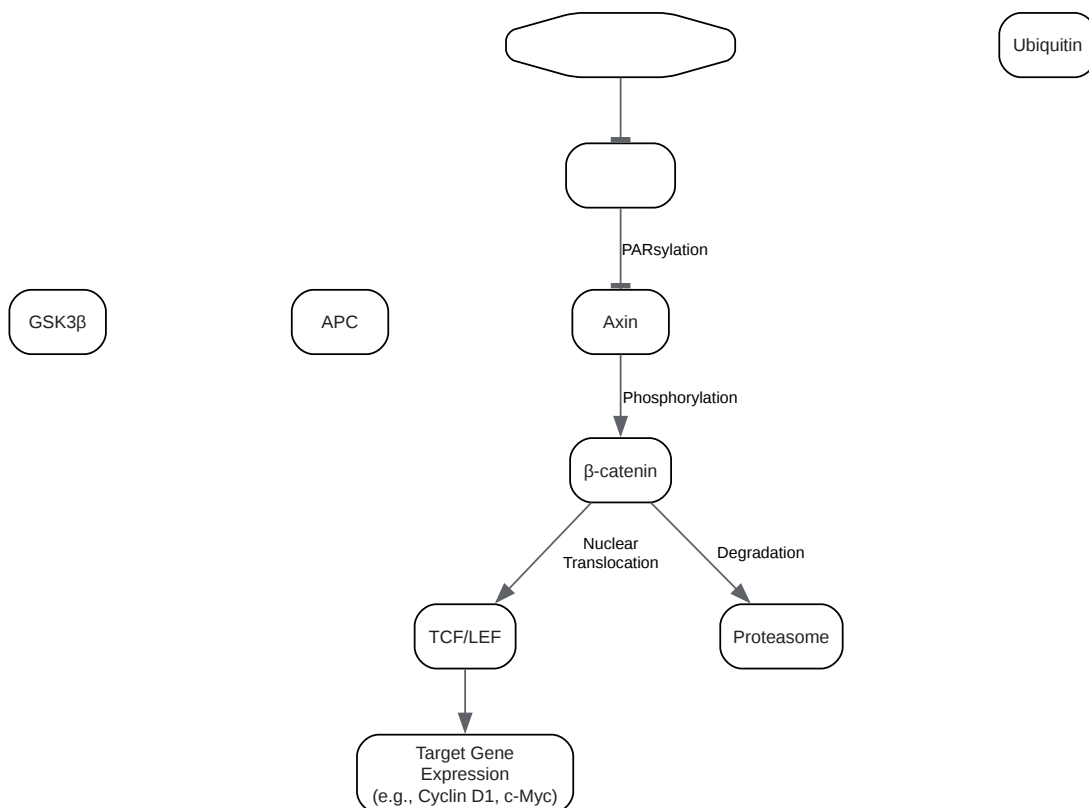 Ubiquitin
PARsylation
GSK3β
APC
Axin
Phosphorylation
β-catenin
Nuclear
Translocation
Degradation
TCF/LEF
Proteasome
Target Gene
Expression
(e.g., Cyclin D1, c-Myc)